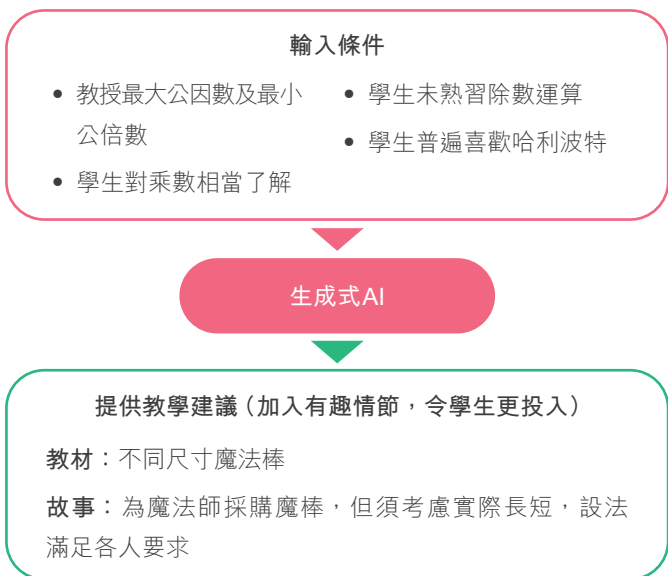 輸入條件
• 教授最大公因數及最小
公倍數
• 學生對乘數相當了解
• 學生未熟習除數運算
• 學生普遍喜歡哈利波特
生成式AI
提供教學建議（加入有趣情節，令學生更投入）
教材：不同尺寸魔法棒
故事：為魔法師採購魔棒，但須考慮實際長短，設法
滿足各人要求